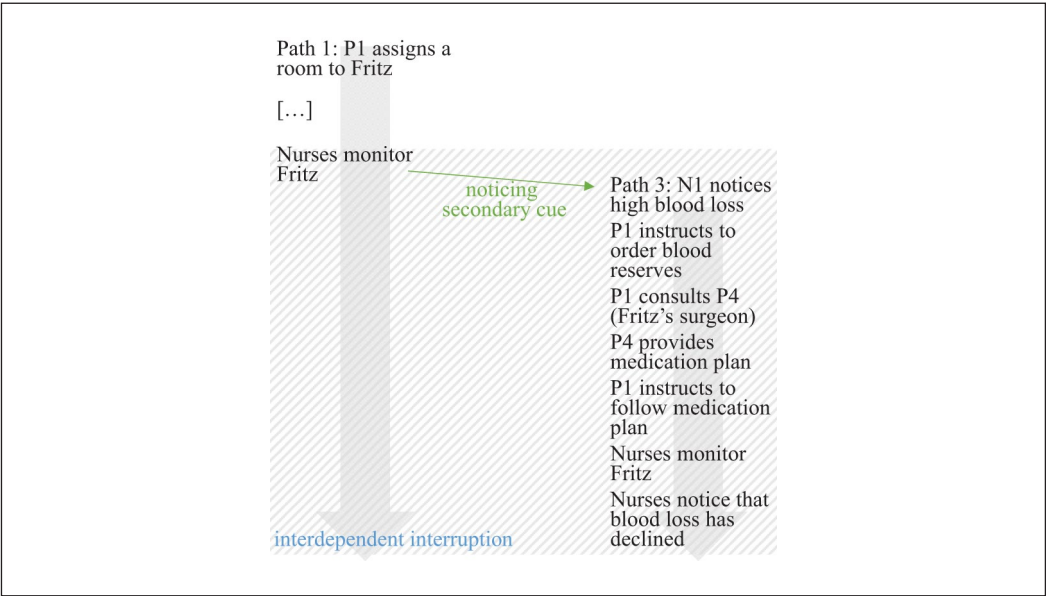 Path 1: P1 assigns a
room to Fritz
[…]
Nurses monitor
Fritz
noticing
secondary cue
Path 3: N1 notices
high blood loss
P1 instructs to
order blood
reserves
P1 consults P4
(Fritz’s surgeon)
P4 provides
medication plan
P1 instructs to
follow medication
plan
Nurses monitor
Fritz
Nurses notice that
blood loss has
declined
interdependent interruption